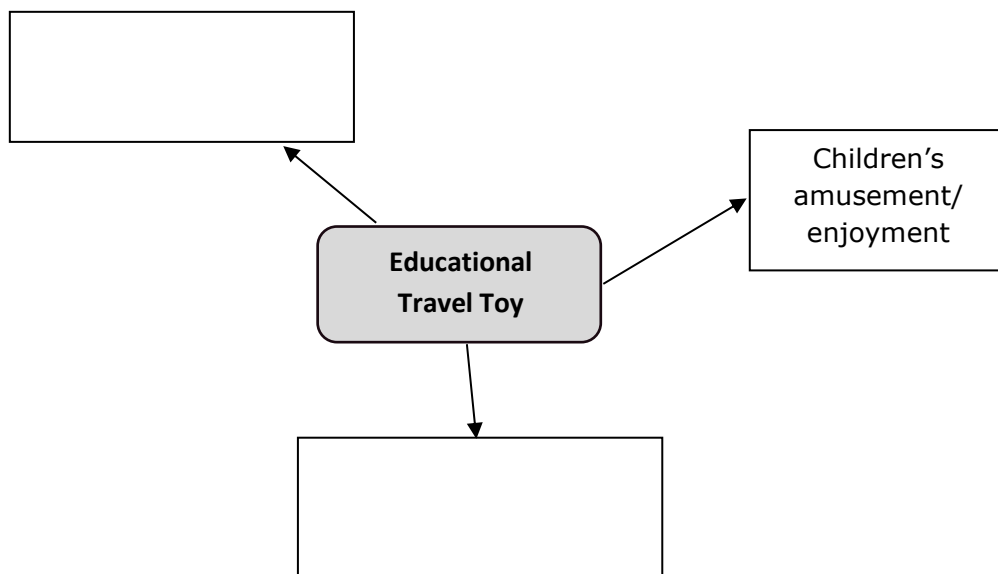 Children’s
amusement/
enjoyment
Educational
Travel Toy